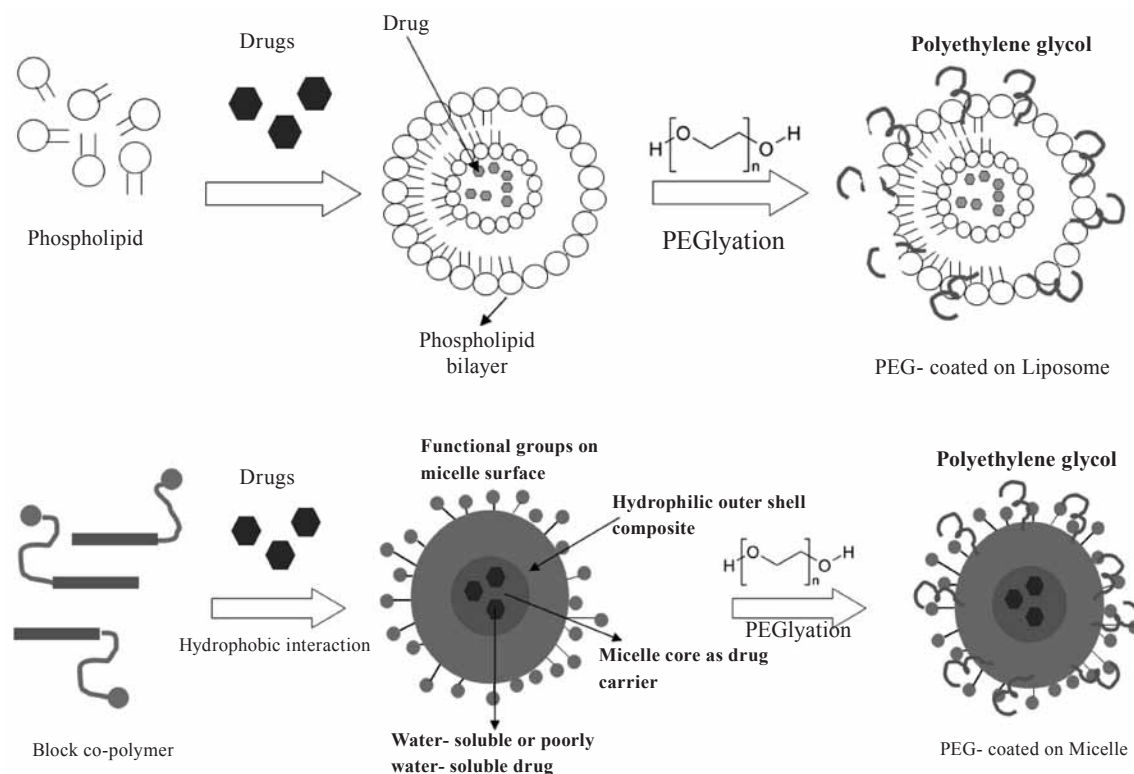 Drugs
Drug
Polyethylene glycol
Phospholipid
H
O
O
H
n
PEGlyation
Phospholipid
bilayer
PEG- coated on Liposome
Drugs
Functional groups on
micelle surface
Hydrophilic outer shell
composite
Polyethylene glycol
H
O
O
H
n
Hydrophobic interaction
PEGlyation
Micelle core as drug
carrier
Block co-polymer
Water- soluble or poorly
water- soluble drug
PEG- coated on Micelle